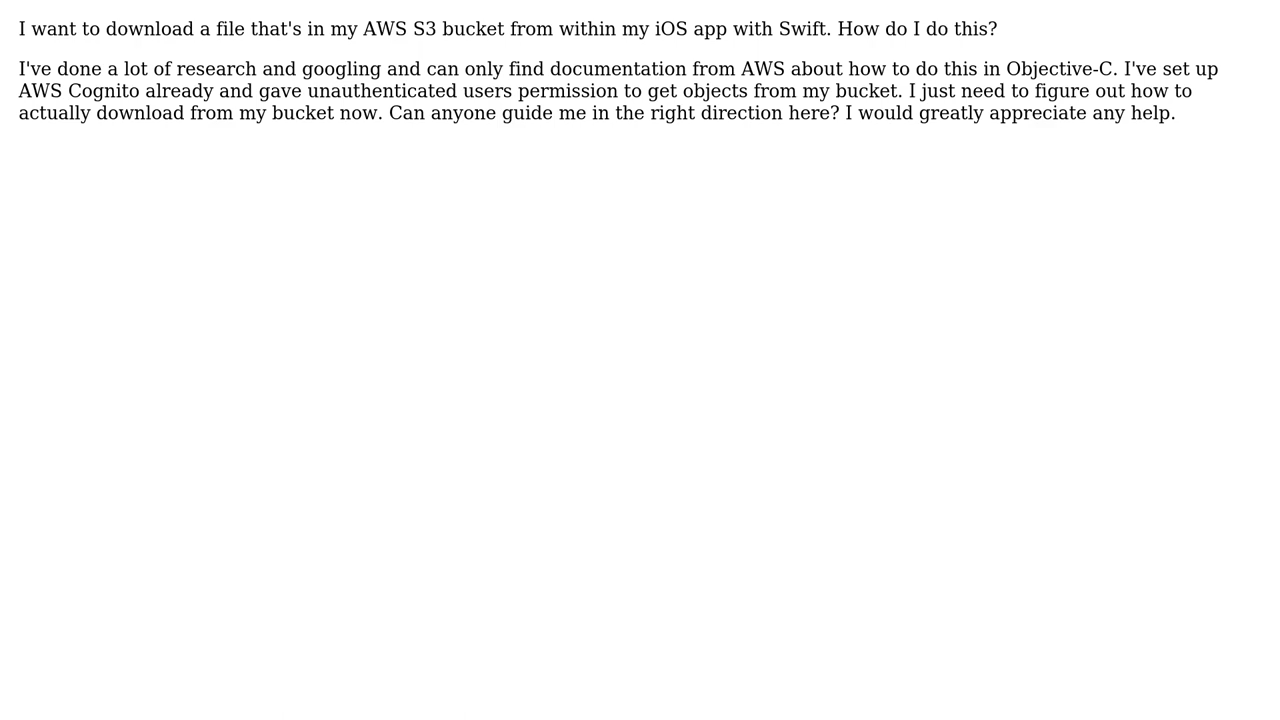 I want to download a file that's in my AWS S3 bucket from within my iOS app with Swift. How do I do this?
I've done a lot of research and googling and can only find documentation from AWS about how to do this in Objective-C. I've set up
AWS Cognito already and gave unauthenticated users permission to get objects from my bucket. I just need to figure out how to
actually download from my bucket now. Can anyone guide me in the right direction here? I would greatly appreciate any help.